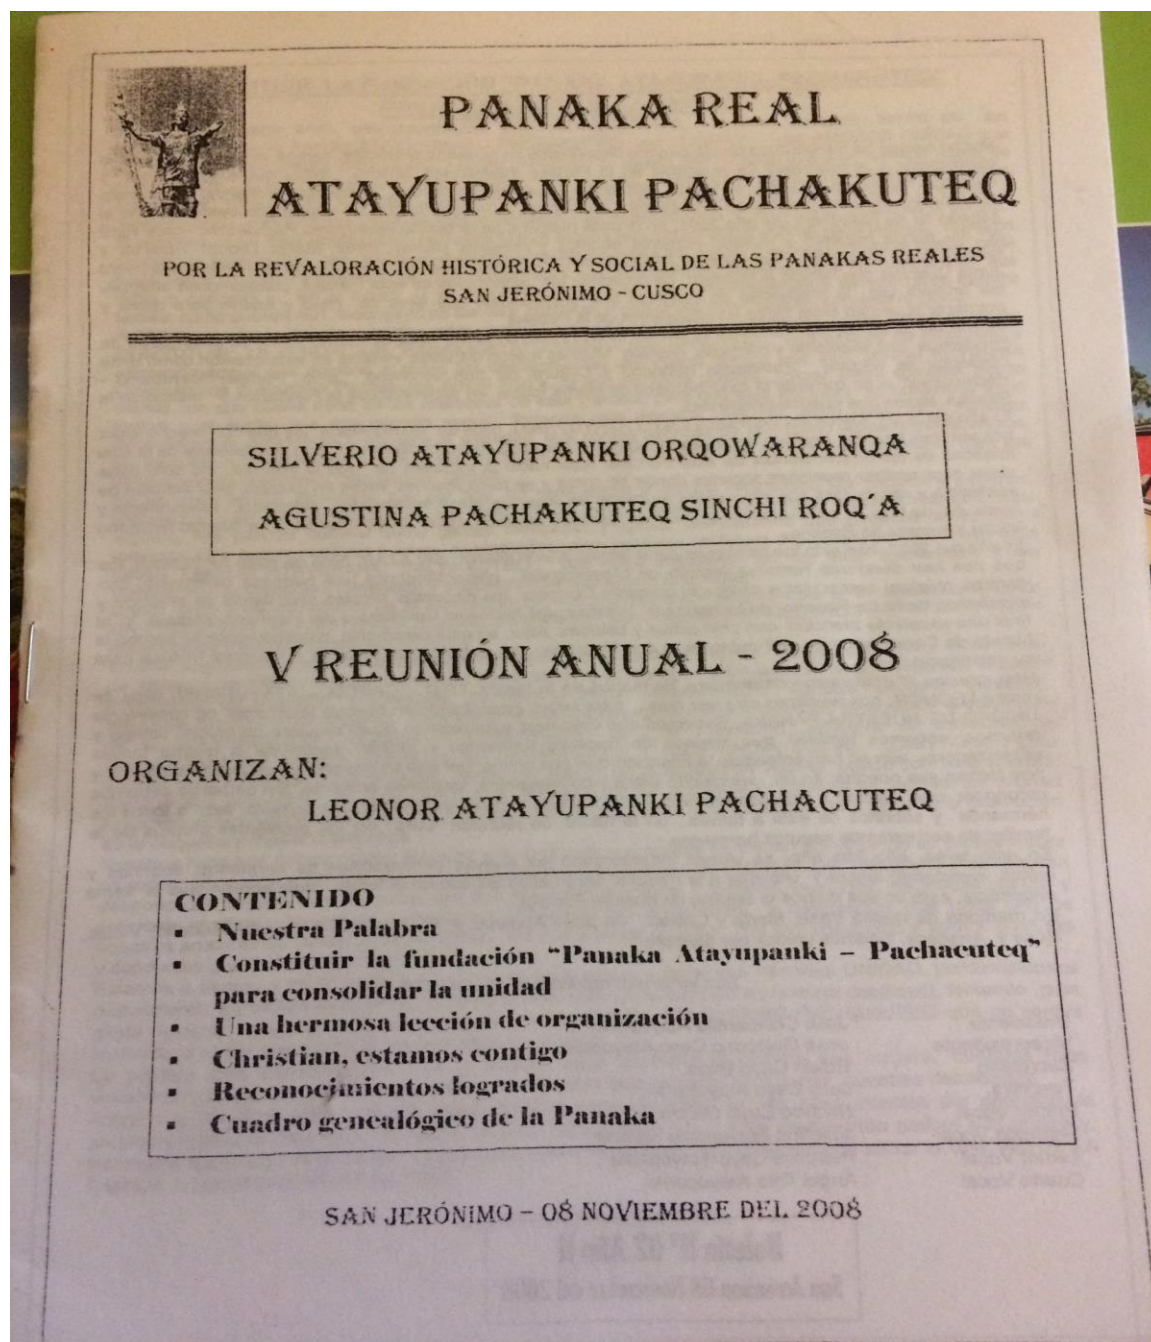 PANAKA REAL
ATAYUPANKI PACHAKUTEQ
POR LA REVALORACIÓN HISTÓRICA Y SOCIAL DE LAS PANAKAS REALES
SAN JERÓNIMO - CUSCO
SILVERIO ATAYUPANKI ORQOWARANQA
AGUSTINA PACHAKUTEQ SINCHI ROQ´A
V REUNIÓN ANUAL - 2008
ORGANIZAN:
LEONOR ATAYUPANKI PACHACUTEQ
CONTENIDO
▪ Nuestra Palabra
▪ Constituir la fundación “Panaka Atayupanki – Pachacuteq”
para consolidar la unidad
▪ Una hermosa lección de organización
▪ Christian, estamos contigo
▪ Reconocimientos logrados
▪ Cuadro genealógico de la Panaka
SAN JERÓNIMO – 08 NOVIEMBRE DEL 2008